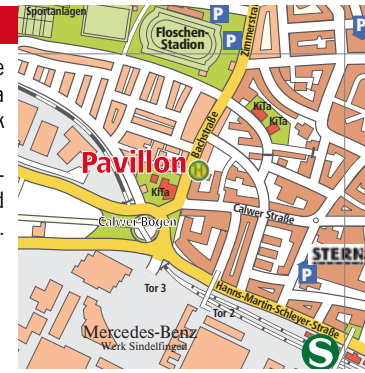 Sportanlagen
P
P
P
Floschen-
Stadion
Zimmerstra
e
a
k
KiTa
KiTa
Bachstraße
Pavillon
H
-
d
.
KiTa
Calwer Straße
Calwer Bogen
STERN
P
Tor 3
Hanns-Martin-Schleyer-Straße
Tor 2
Mercedes-Benz
Werk Sindelfingen
S